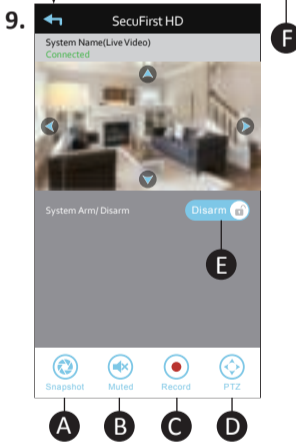 9.
SecuFirst HD
F
System Name(Live Video)
Connected
System Arm/ Disarm
Disarm
E
Snapshot Muted Record PTZ
A B C D